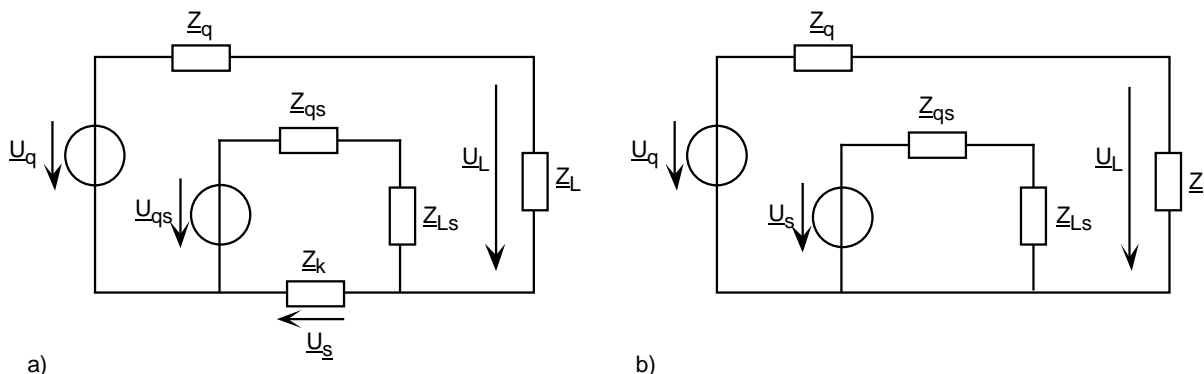 Z_q
Z_qs
U_q
U_L
Z_L
U_qs
Z_Ls
Z_k
U_s
a)
Z_q
Z_qs
U_q
U_L
Z
U_s
Z_Ls
b)